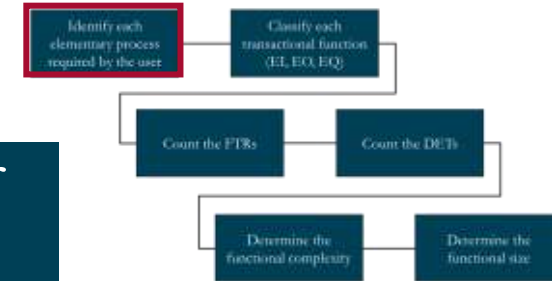 Identify each
elementary process
required by the user
Classify each
transactional function
(EI, EO, EQ)
Count the FTRs
Count the DETs
Determine the
functional complexity
Determine the
functional size